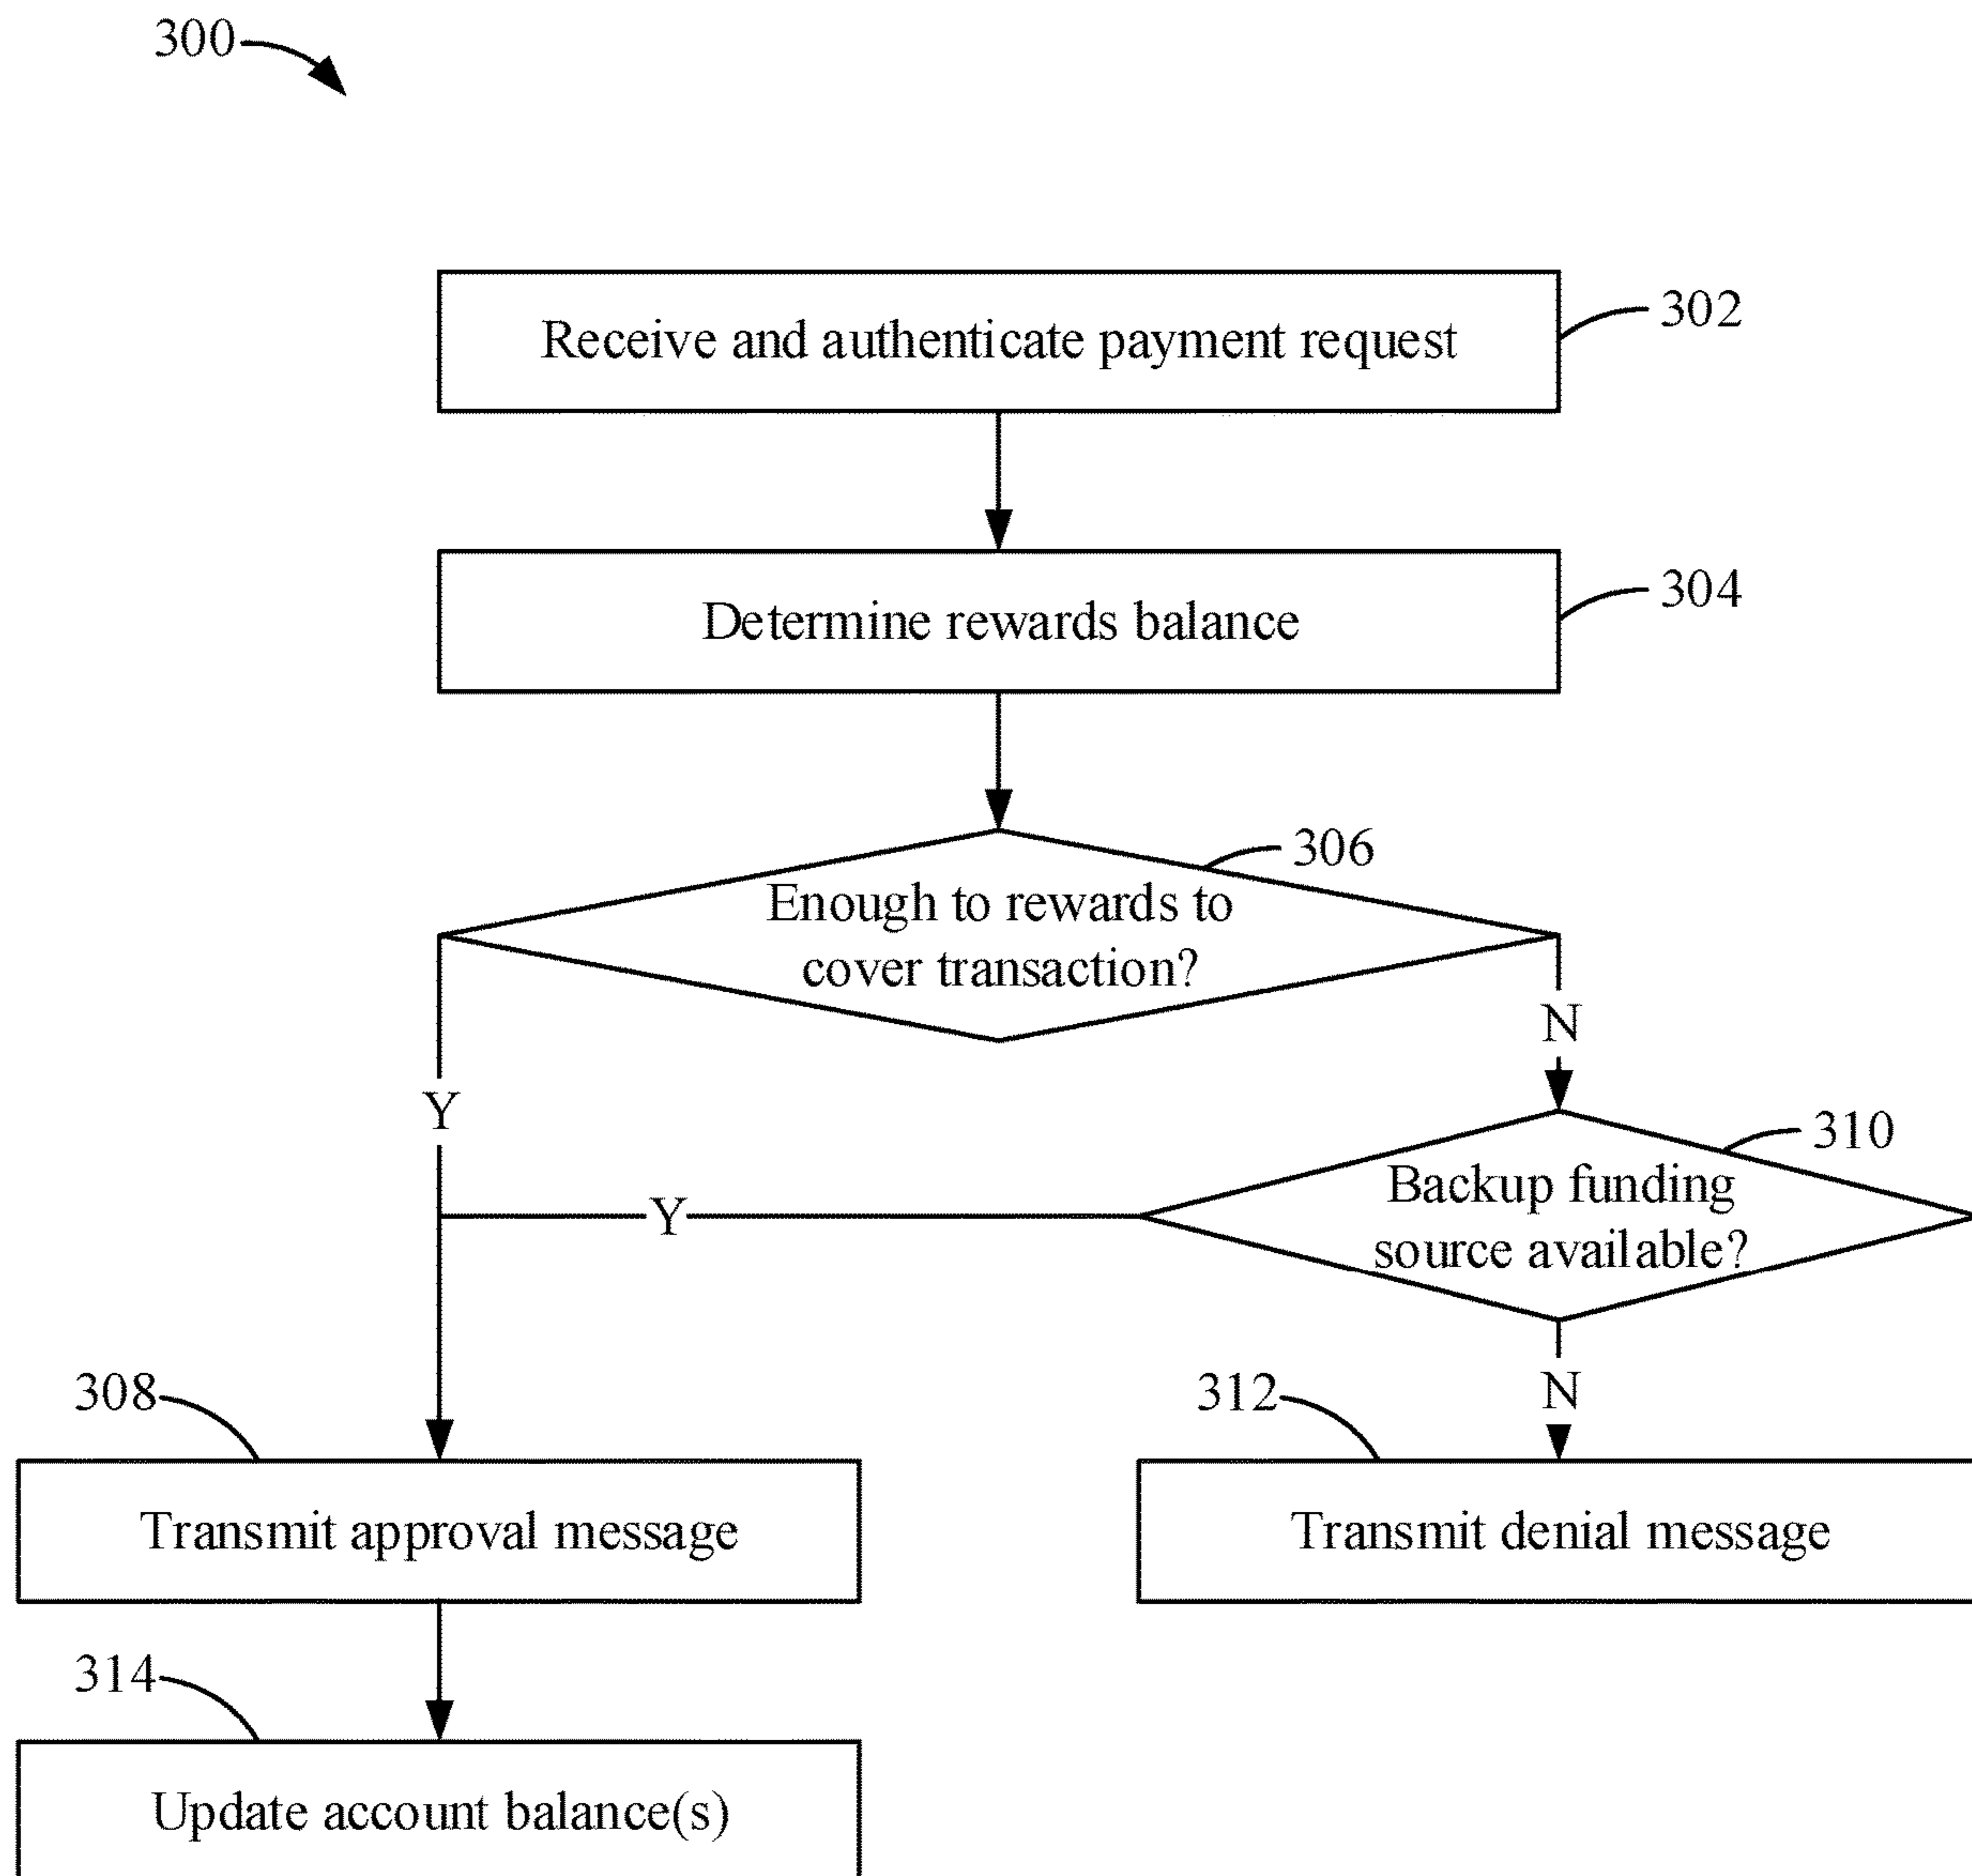 300
Receive and authenticate payment request
302
Determine rewards balance
304
306
Enough to rewards to
cover transaction?
N
Y
310
Backup funding
source available?
Y
308
312
N
Transmit approval message
Transmit denial message
314
Update account balance(s)